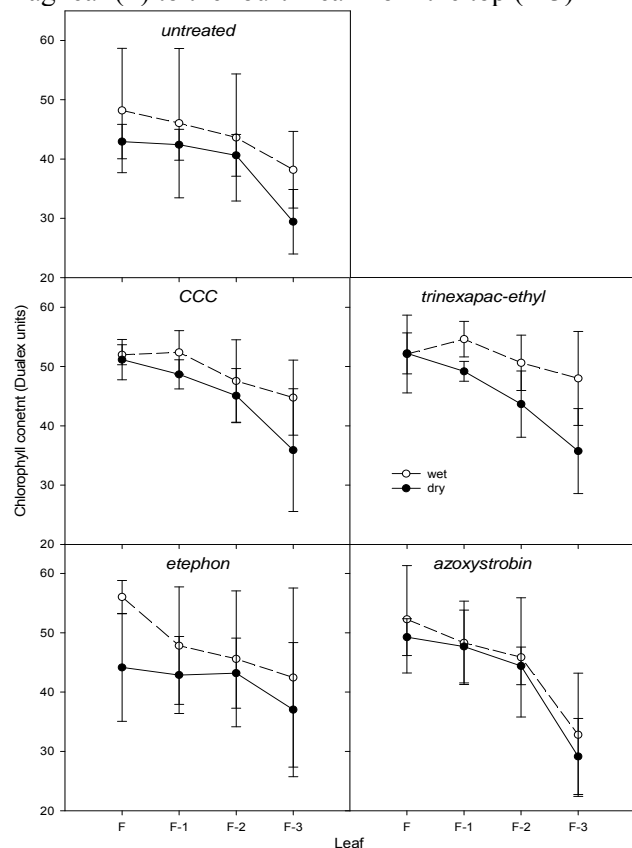 leaf (F) to the fourth leaf from the top (F-3)
60
untreated
50
40
30
20
60
CCC
trinexapac-ethyl
50
40
30
20
wet
dry
Chlorophyll conetnt (Dualex units)
60
etephon
azoxystrobin
50
40
30
20
F F-1 F-2 F-3 F F-1 F-2 F-3
Leaf